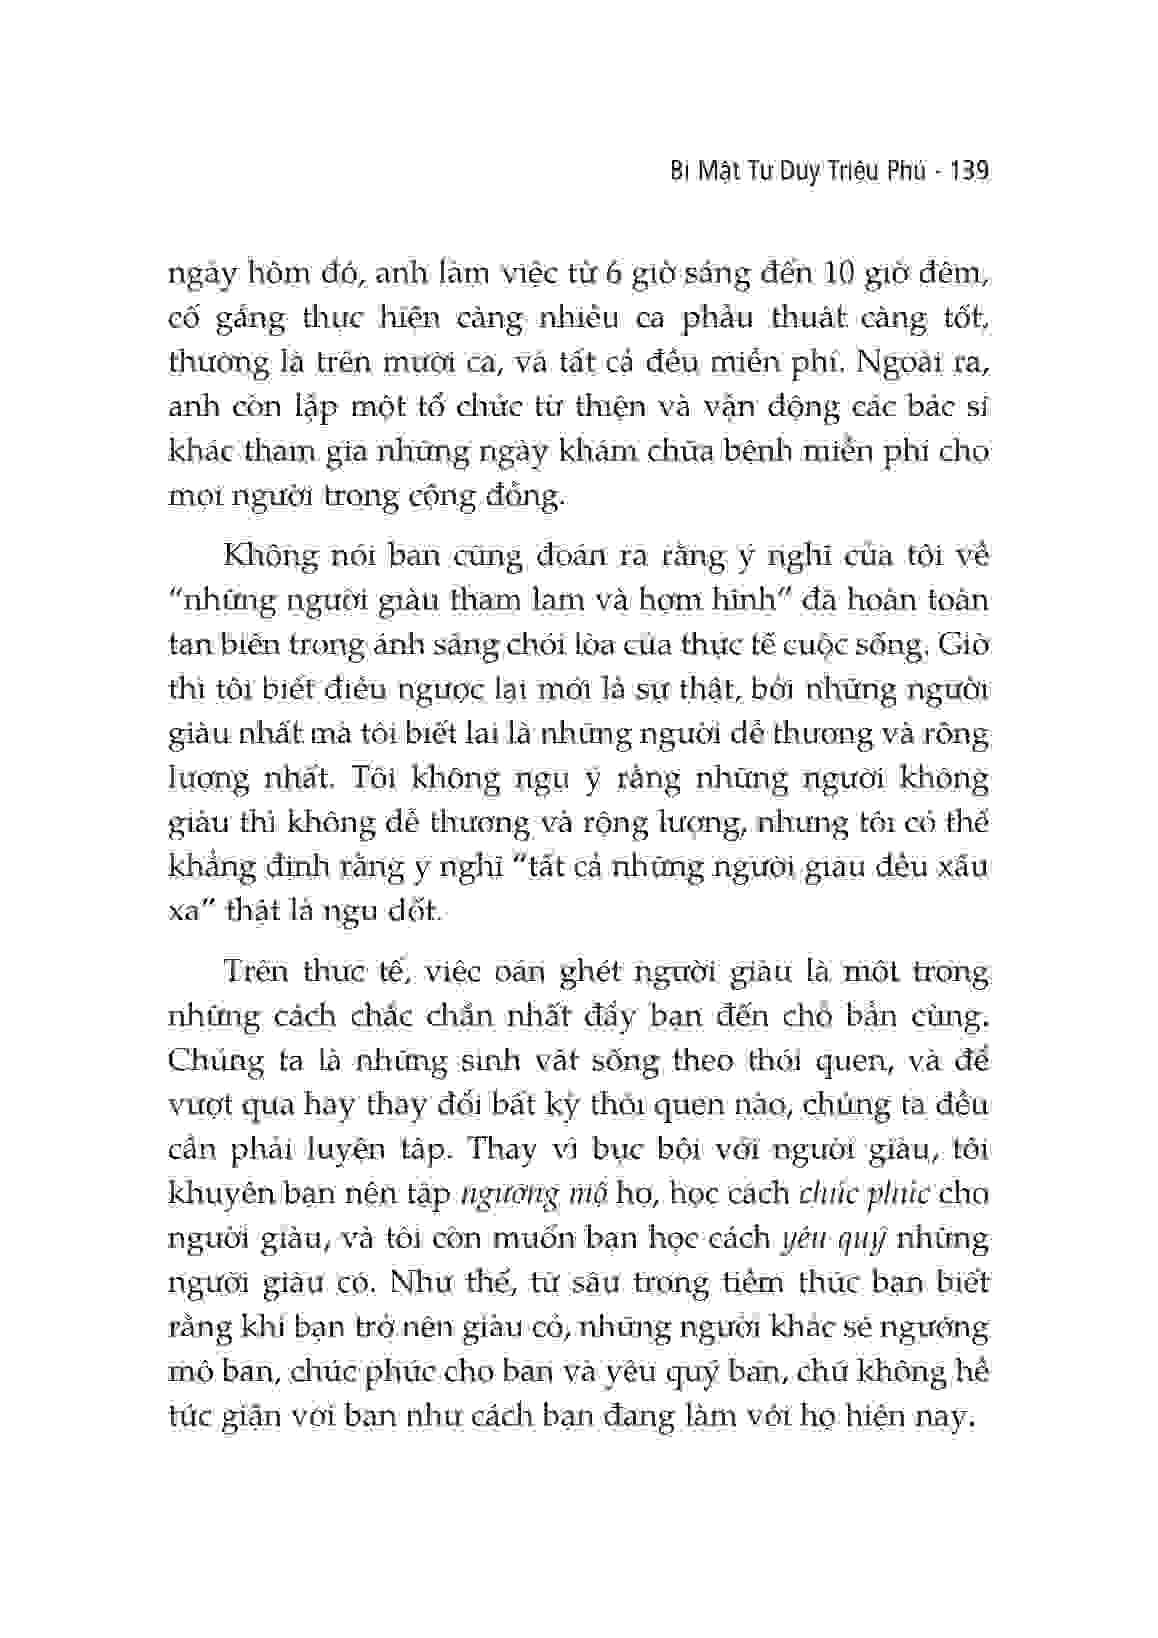 Bí Mật Tư Duy Triệu Phú - 139
ngày hôm đó, anh làm việc từ 6 giờ sáng đến 10 giờ đêm,
cố gắng thực hiện càng nhiều ca phẫu thuật càng tốt,
thường là trên mười ca, và tất cả đều miễn phí. Ngoài ra,
anh còn lập một tổ chức từ thiện và vận động các bác sĩ
khác tham gia những ngày khám chữa bệnh miễn phí cho
mọi người trong cộng đồng.
Không nói bạn cũng đoán ra rằng ý nghĩ của tôi về
“những người giàu tham lam và hợm hĩnh” đã hoàn toàn
tan biến trong ánh sáng chói lòa của thực tế cuộc sống. Giờ
thì tôi biết điều ngược lại mới là sự thật, bởi những người
giàu nhất mà tôi biết lại là những người dễ thương và rộng
lượng nhất. Tôi không ngụ ý rằng những người không
giàu thì không dễ thương và rộng lượng, nhưng tôi có thể
khẳng định rằng ý nghĩ “tất cả những người giàu đều xấu
xa” thật là ngu dốt.
Trên thực tế, việc oán ghét người giàu là một trong
những cách chắc chắn nhất đẩy bạn đến chỗ bần cùng.
Chúng ta là những sinh vật sống theo thói quen, và để
vượt qua hay thay đổi bất kỳ thói quen nào, chúng ta đều
cần phải luyện tập. Thay vì bực bội với người giàu, tôi
khuyên bạn nên tập ngưỡng mộ họ, học cách chúc phúc cho
người giàu, và tôi còn muốn bạn học cách yêu quý những
người giàu có. Như thế, từ sâu trong tiềm thức bạn biết
rằng khi bạn trở nên giàu có, những người khác sẽ ngưỡng
mộ bạn, chúc phúc cho bạn và yêu quý bạn, chứ không hề
tức giận với bạn như cách bạn đang làm với họ hiện nay.